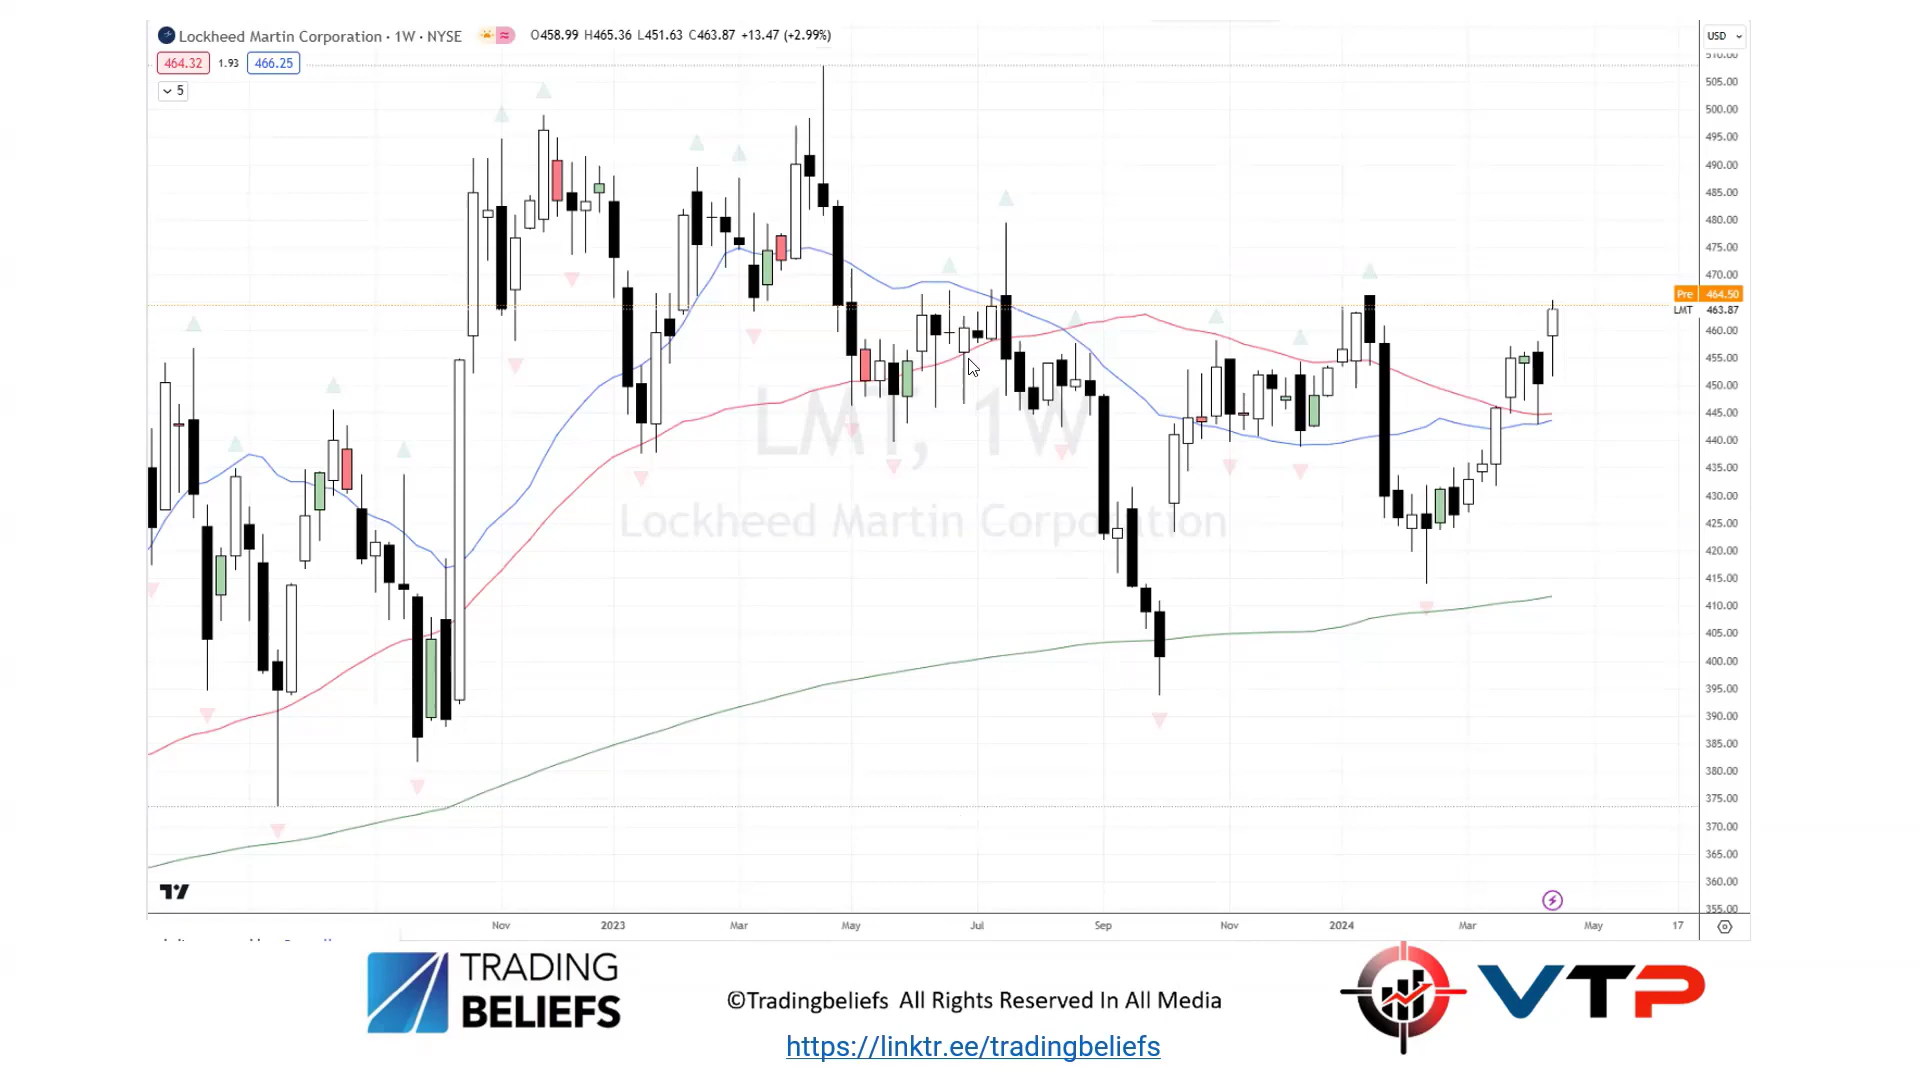 Lockheed Martin Corporation · 1W · NYSE
O458.99 H465.36 L451.63 C463.87 +13.47 (+2.99%)
USD
464.32 1.93 466.25
5
510.00
505.00
500.00
495.00
490.00
485.00
480.00
475.00
470.00
Pre 464.50
LMT 463.87
460.00
455.00
450.00
445.00
440.00
435.00
430.00
425.00
420.00
415.00
410.00
405.00
400.00
395.00
390.00
385.00
380.00
375.00
370.00
365.00
360.00
355.00
LMT, 1W
Lockheed Martin Corporation
Nov 2023 Mar May Jul Sep Nov 2024 Mar May 17
TRADING
BELIEFS
©Tradingbeliefs All Rights Reserved In All Media
https://linktr.ee/tradingbeliefs
VTP